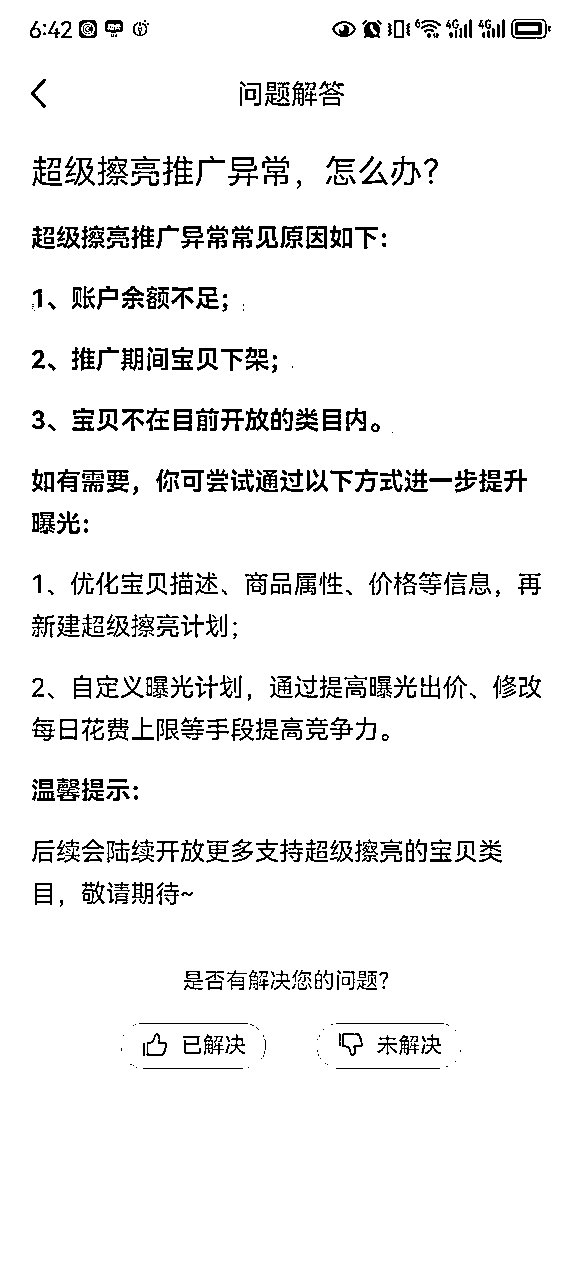 6:42
问题解答
超级擦亮推广异常，怎么办？
超级擦亮推广异常常见原因如下：
1、账户余额不足；
2、推广期间宝贝下架；
3、宝贝不在目前开放的类目内。
如有需要，你可尝试通过以下方式进一步提升
曝光：
1、优化宝贝描述、商品属性、价格等信息，再
新建超级擦亮计划；
2、自定义曝光计划，通过提高曝光出价、修改
每日花费上限等手段提高竞争力。
温馨提示：
后续会陆续开放更多支持超级擦亮的宝贝类
目，敬请期待~
是否有解决您的问题？
已解决 未解决